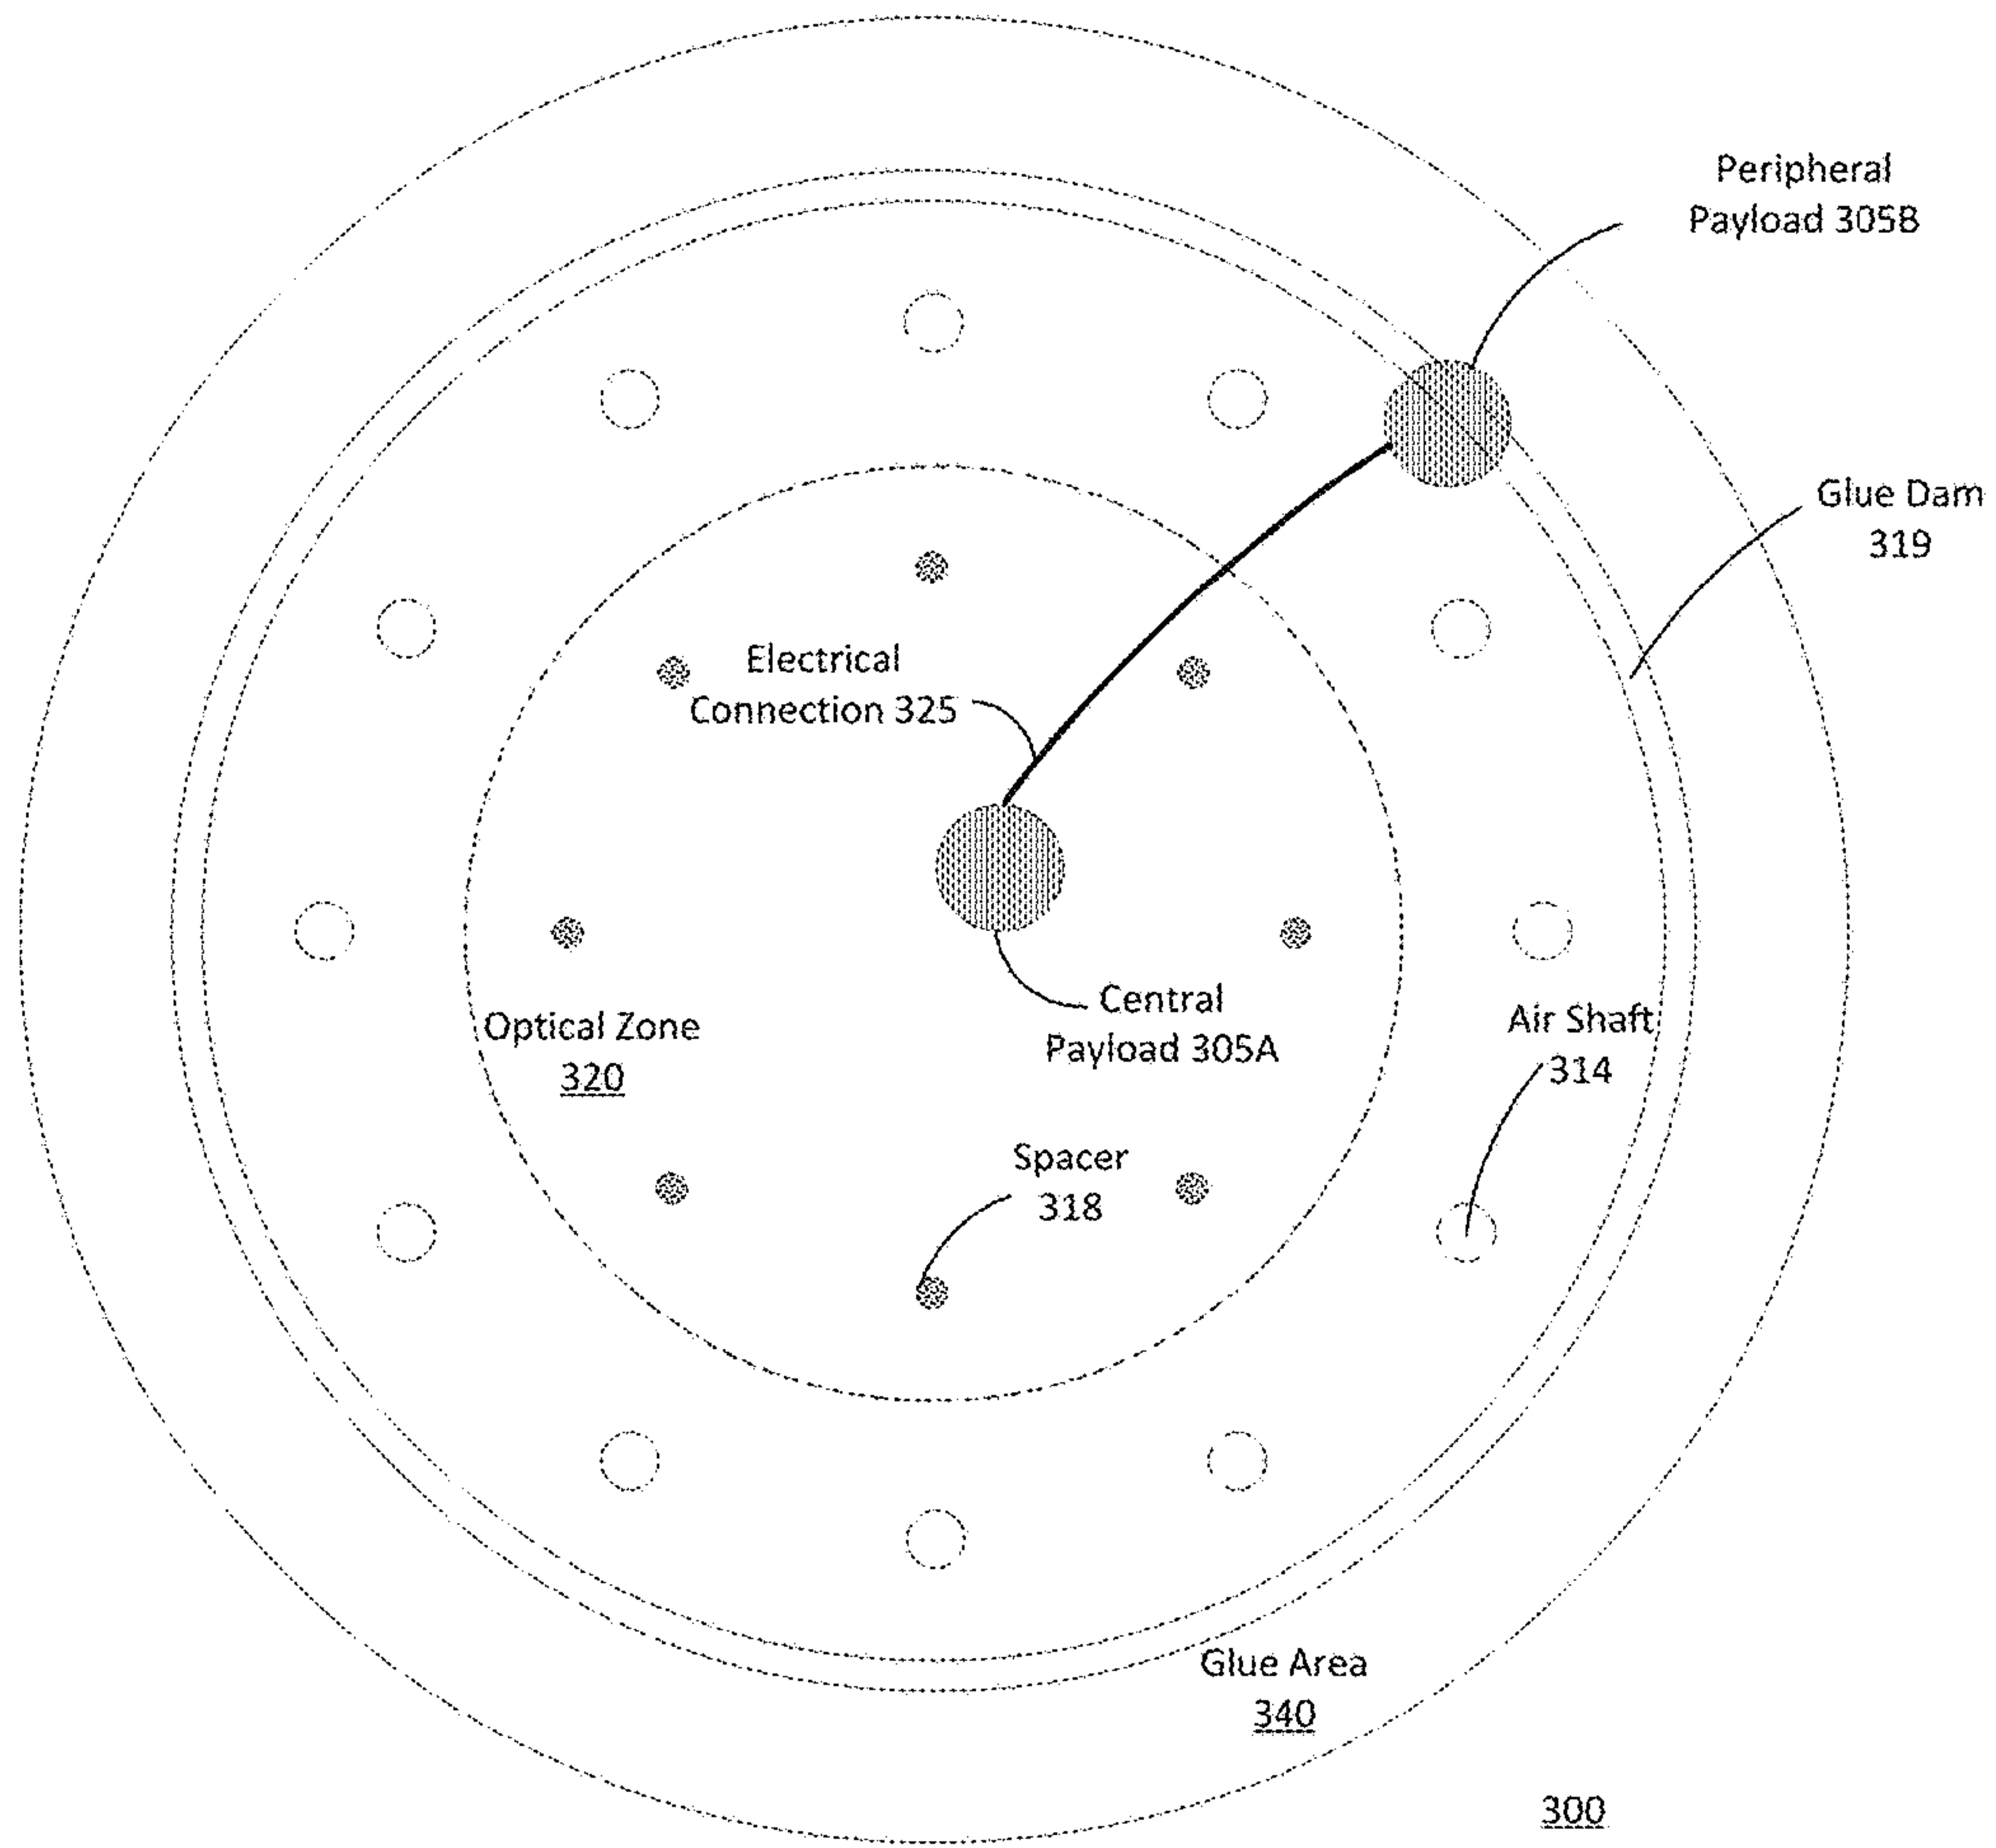 Peripheral
Payload 305B
Glue Dam
319
Electrical
Connection 325
Central
Payload 305A
Optical Zone
320
Air Shaft
314
Spacer
318
Glue Area
340
300